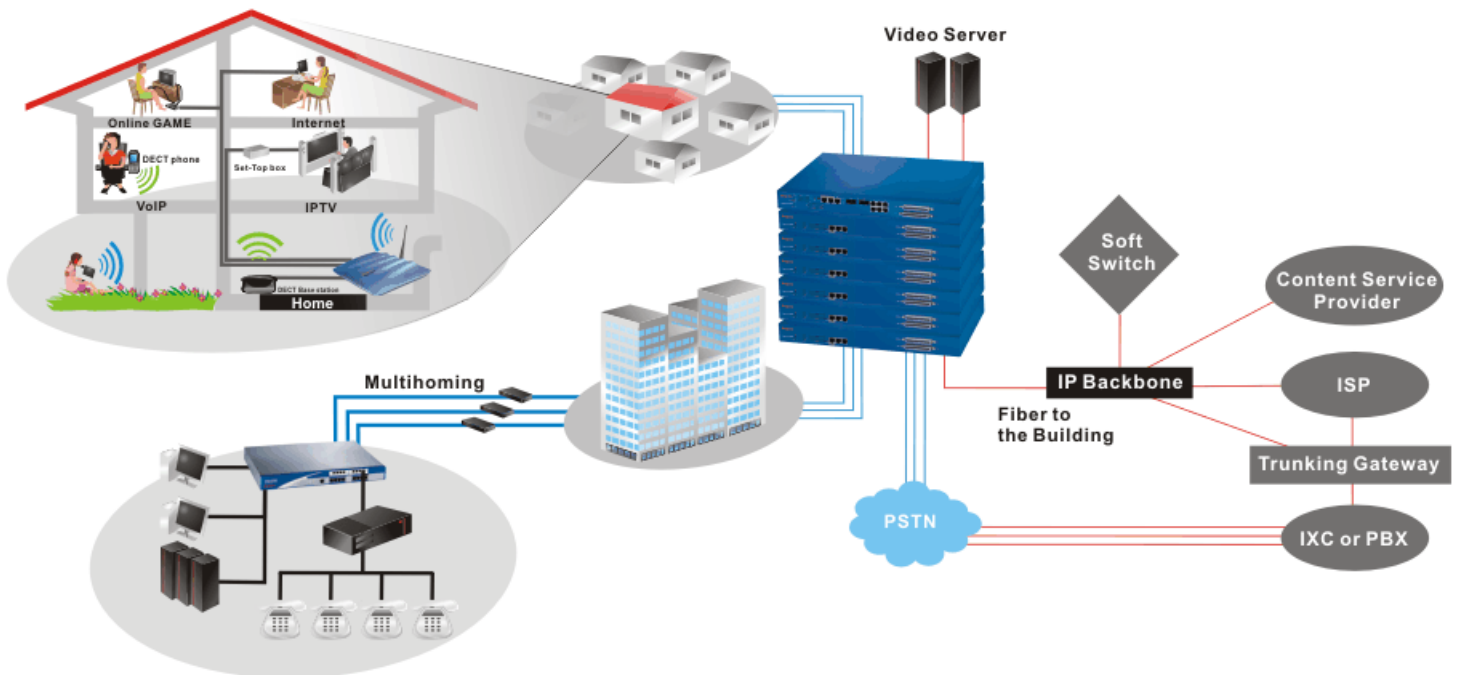 Video Server
Online GAME
Internet
DECT phone
Set-Top box
VoIP
IPTV
DECT Base station
Home
Soft
Switch
Content Service
Provider
Multihoming
IP Backbone
ISP
Fiber to
the Building
Trunking Gateway
PSTN
IXC or PBX